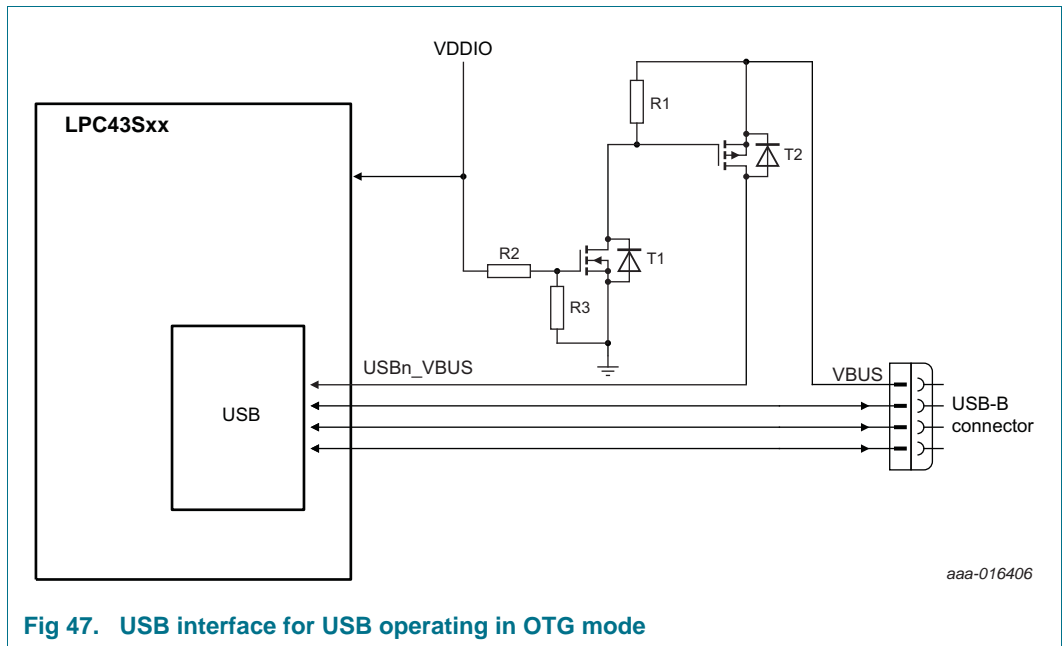 VDDIO
LPC43Sxx
R1
T2
R2
T1
R3
USBn_VBUS
VBUS
USB
USB-B
connector
aaa-016406
Fig 47. USB interface for USB operating in OTG mode